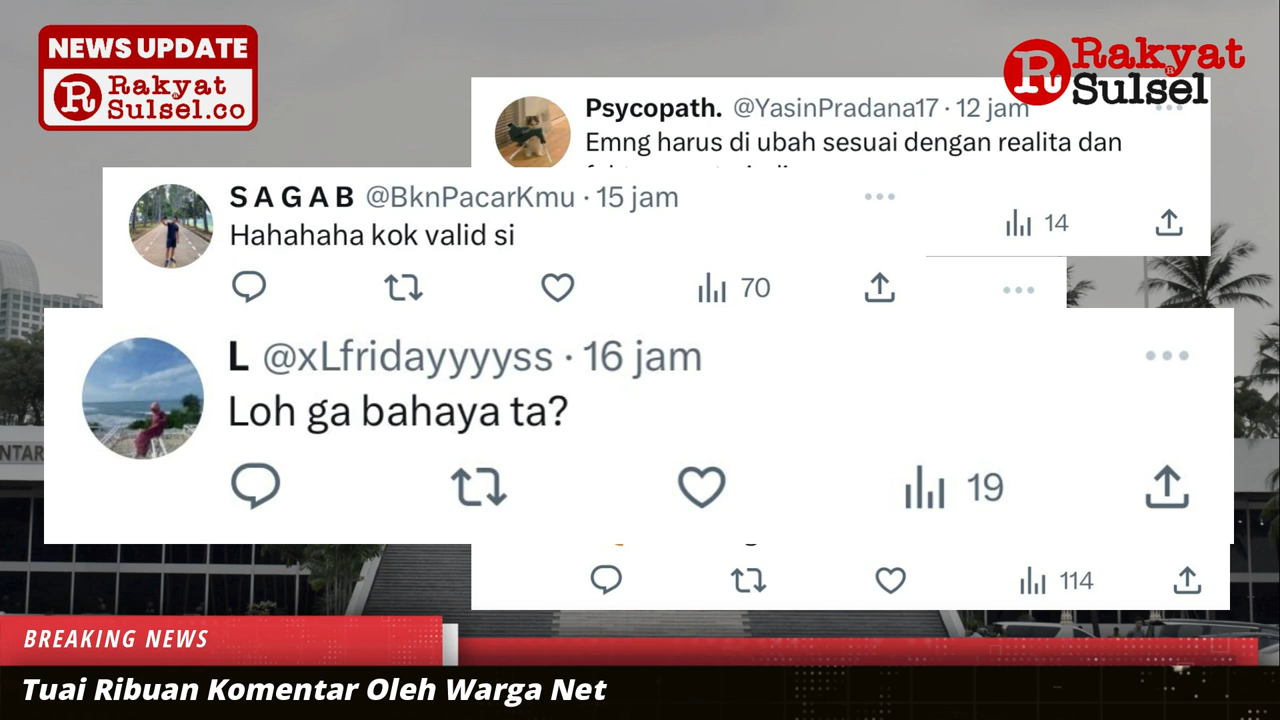 NEWS UPDATE
Rakyat
Sulsel.co
Rakyat
Sulsel
Psycopath. @YasinPradana17 · 12 jam
Emng harus di ubah sesuai dengan realita dan
14
S A G A B @BknPacarKmu · 15 jam
Hahahaha kok valid si
70
L @xLfridayyyyss · 16 jam
Loh ga bahaya ta?
19
114
NTAR
BREAKING NEWS
Tuai Ribuan Komentar Oleh Warga Net